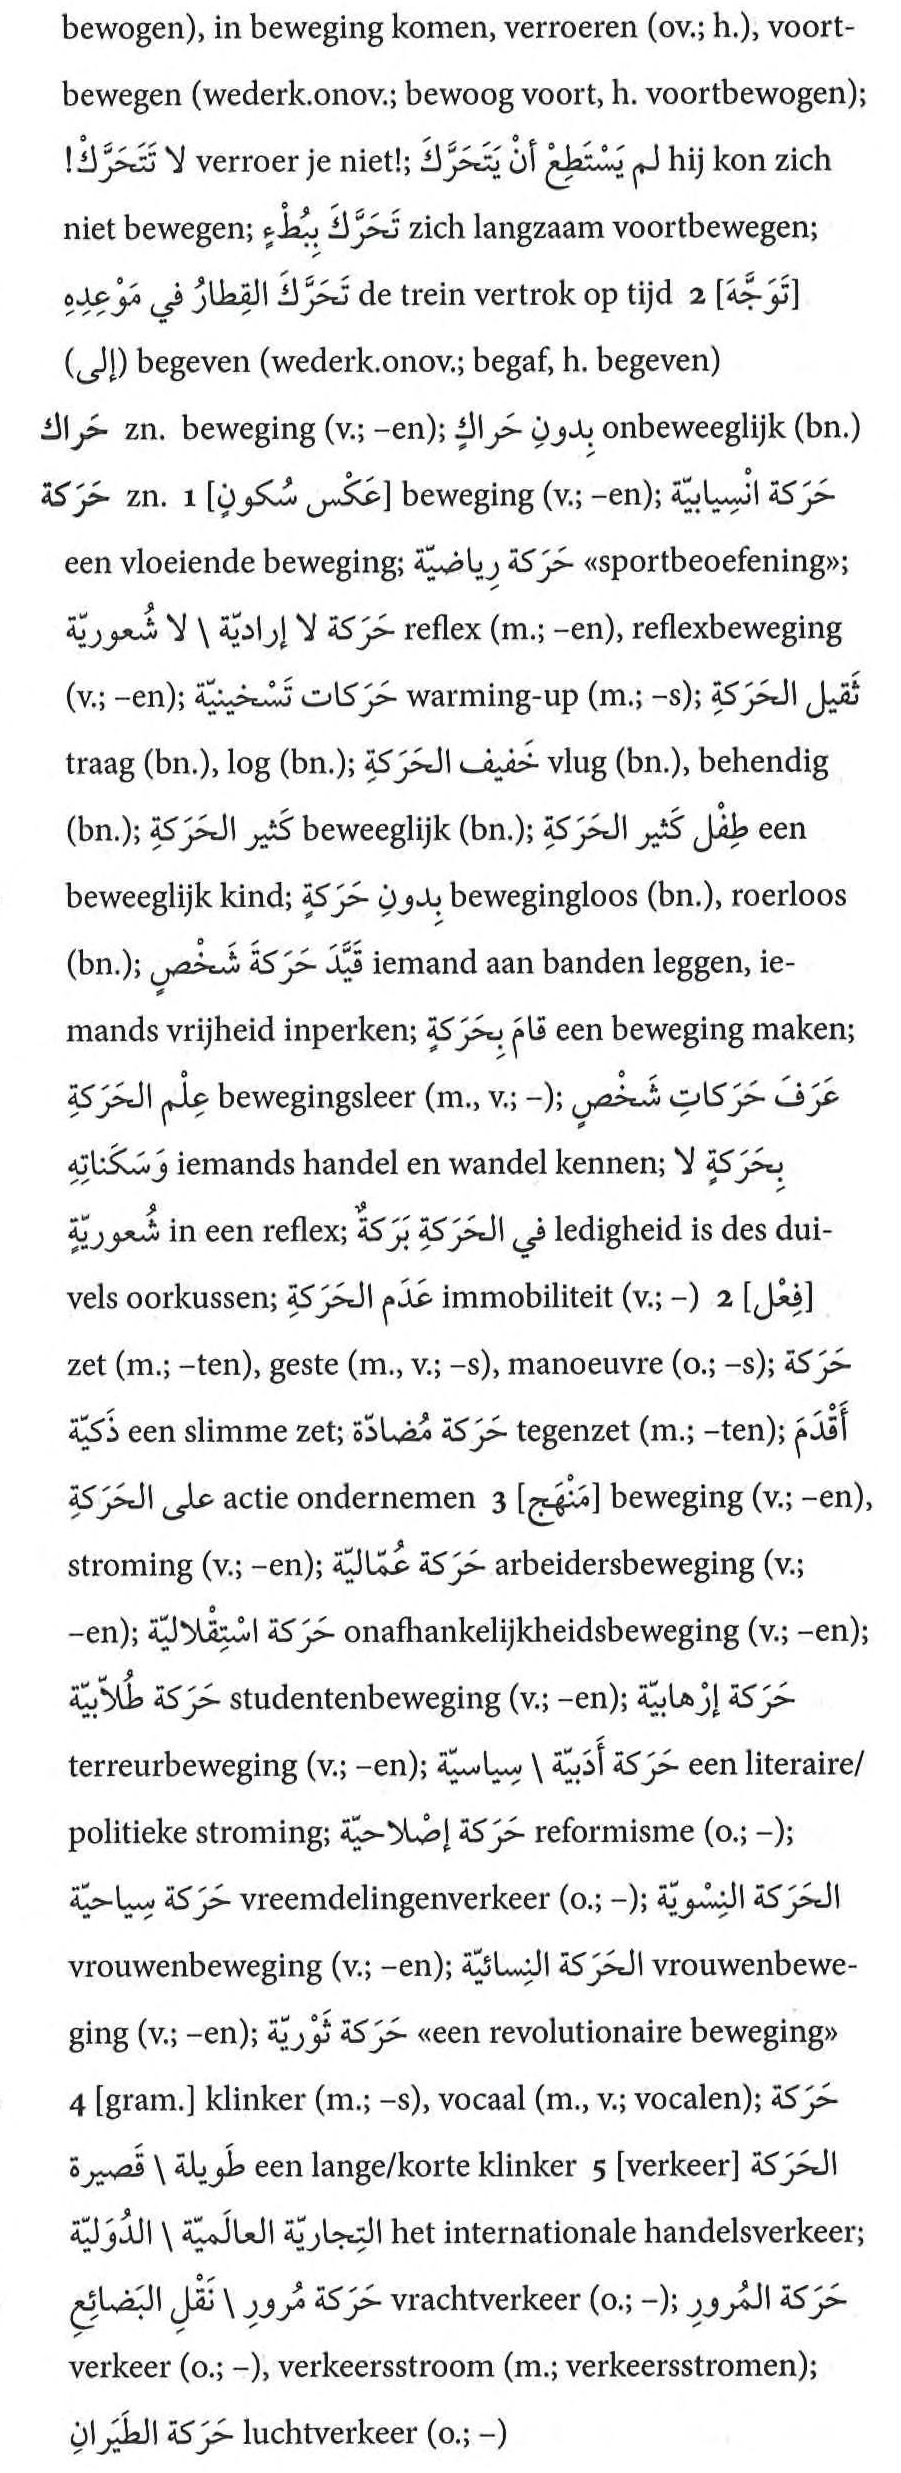 bewogen), in beweging komen, verroeren (ov.; h.), voort-
bewegen (wederk.onov.; bewoog voort, h. voortbewogen);
لا تَتَحَرَّكْ! verroer je niet!; لم يَسْتَطِعْ أَنْ يَتَحَرَّكَ hij kon zich
niet bewegen; تَحَرَّكَ بِبُطْءٍ zich langzaam voortbewegen;
تَحَرَّكَ القِطارُ في مَوْعِدِهِ de trein vertrok op tijd 2 [تَوَجَّهَ]
(إلى) begeven (wederk.onov.; begaf, h. begeven)
حَراك zn. beweging (v.; –en); بِدونِ حَراكٍ onbeweeglijk (bn.)
حَرَكة zn. 1 [عَكْس سُكونٍ] beweging (v.; –en); حَرَكة انْسِيابيّة
een vloeiende beweging; حَرَكة رِياضيّة «sportbeoefening»;
حَرَكة لا إراديّة \ لا شُعوريّة reflex (m.; –en), reflexbeweging
(v.; –en); حَرَكات تَسْخينيّة warming-up (m.; –s); ثَقيل الحَرَكةِ
traag (bn.), log (bn.); خَفيف الحَرَكةِ vlug (bn.), behendig
(bn.); كَثير الحَرَكةِ beweeglijk (bn.); طِفْل كَثير الحَرَكةِ een
beweeglijk kind; بِدونِ حَرَكةٍ bewegingloos (bn.), roerloos
(bn.); قَيَّدَ حَرَكةَ شَخْصٍ iemand aan banden leggen, ie-
mands vrijheid inperken; قامَ بِحَرَكةٍ een beweging maken;
عِلْم الحَرَكةِ bewegingsleer (m., v.; –); عَرَفَ حَرَكاتِ شَخْصٍ
وَسَكَناتِهِ iemands handel en wandel kennen; بِحَرَكةٍ لا
شُعوريّةٍ in een reflex; في الحَرَكةِ بَرَكةٌ ledigheid is des dui-
vels oorkussen; عَدَم الحَرَكةِ immobiliteit (v.; –) 2 [فِعْل]
zet (m.; –ten), geste (m., v.; –s), manoeuvre (o.; –s); حَرَكة
ذَكيّة een slimme zet; حَرَكة مُضادّة tegenzet (m.; –ten); أَقْدَمَ
على الحَرَكةِ actie ondernemen 3 [مَنْهَج] beweging (v.; –en),
stroming (v.; –en); حَرَكة عُمّاليّة arbeidersbeweging (v.;
–en); حَرَكة اسْتِقْلاليّة onafhankelijkheidsbeweging (v.; –en);
حَرَكة طُلّابيّة studentenbeweging (v.; –en); حَرَكة إرْهابيّة
terreurbeweging (v.; –en); حَرَكة أَدَبيّة \ سِياسيّة een literaire/
politieke stroming; حَرَكة إصْلاحيّة reformisme (o.; –);
حَرَكة سِياحيّة vreemdelingenverkeer (o.; –); الحَرَكة النِسْويّة
vrouwenbeweging (v.; –en); الحَرَكة النِسائيّة vrouwenbewe-
ging (v.; –en); حَرَكة ثَوْريّة «een revolutionaire beweging»
4 [gram.] klinker (m.; –s), vocaal (m., v.; vocalen); حَرَكة
طَويلة \ قَصيرة een lange/korte klinker 5 [verkeer] الحَرَكة
التِجاريّة العالَميّة \ الدُوَليّة het internationale handelsverkeer;
حَرَكة مُرورِ \ نَقْلِ البَضائِعِ vrachtverkeer (o.; –); حَرَكة المُرورِ
verkeer (o.; –), verkeersstroom (m.; verkeersstromen);
حَرَكة الطَيَرانِ luchtverkeer (o.; –)